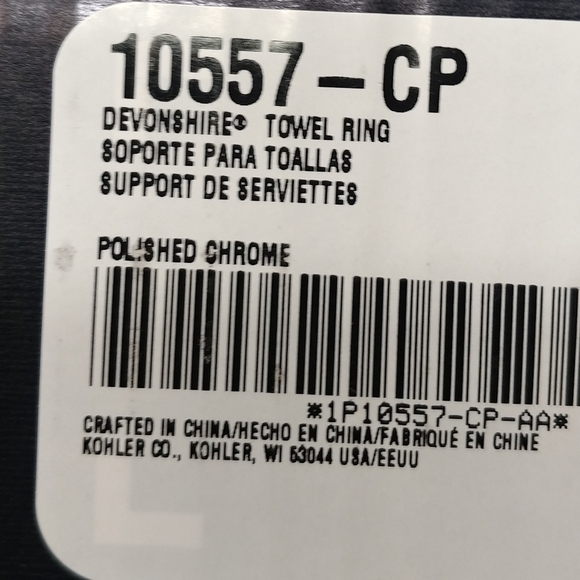 10557-CP
DEVONSHIRE® TOWEL RING
SOPORTE PARA TOALLAS
SUPPORT DE SERVIETTES
POLISHED CHROME
*1P10557-CP-AA*
CRAFTED IN CHINA/HECHO EN CHINA/FABRIQUÉ EN CHINE
KOHLER CO., KOHLER, WI 53044 USA/EEUU